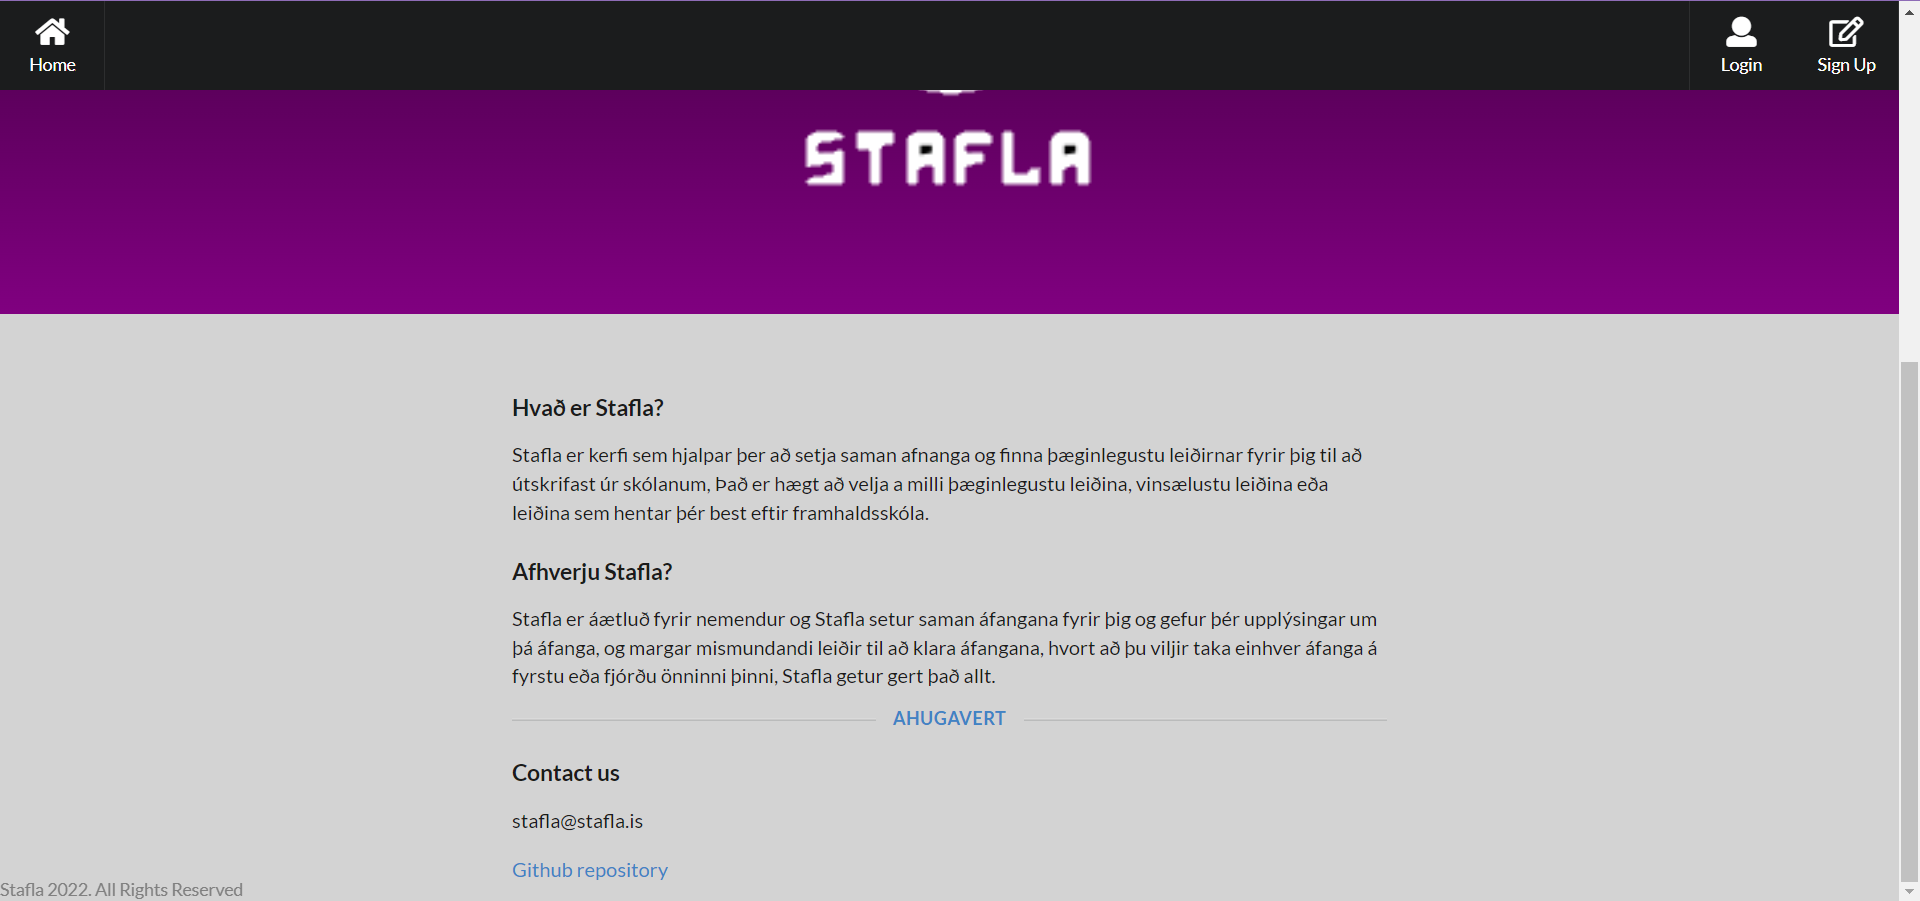 Home
Login
Sign Up
STAFLA
Hvað er Stafla?
Stafla er kerfi sem hjalpar þer að setja saman afnanga og finna þæginlegustu leiðirnar fyrir þig til að
útskrifast úr skólanum, Það er hægt að velja a milli þæginlegustu leiðina, vinsælustu leiðina eða
leiðina sem hentar þér best eftir framhaldsskóla.
Afhverju Stafla?
Stafla er áætluð fyrir nemendur og Stafla setur saman áfangana fyrir þig og gefur þér upplýsingar um
þá áfanga, og margar mismundandi leiðir til að klara áfangana, hvort að þu viljir taka einhver áfanga á
fyrstu eða fjórðu önninni þinni, Stafla getur gert það allt.
AHUGAVERT
Contact us
stafla@stafla.is
Github repository
Stafla 2022. All Rights Reserved